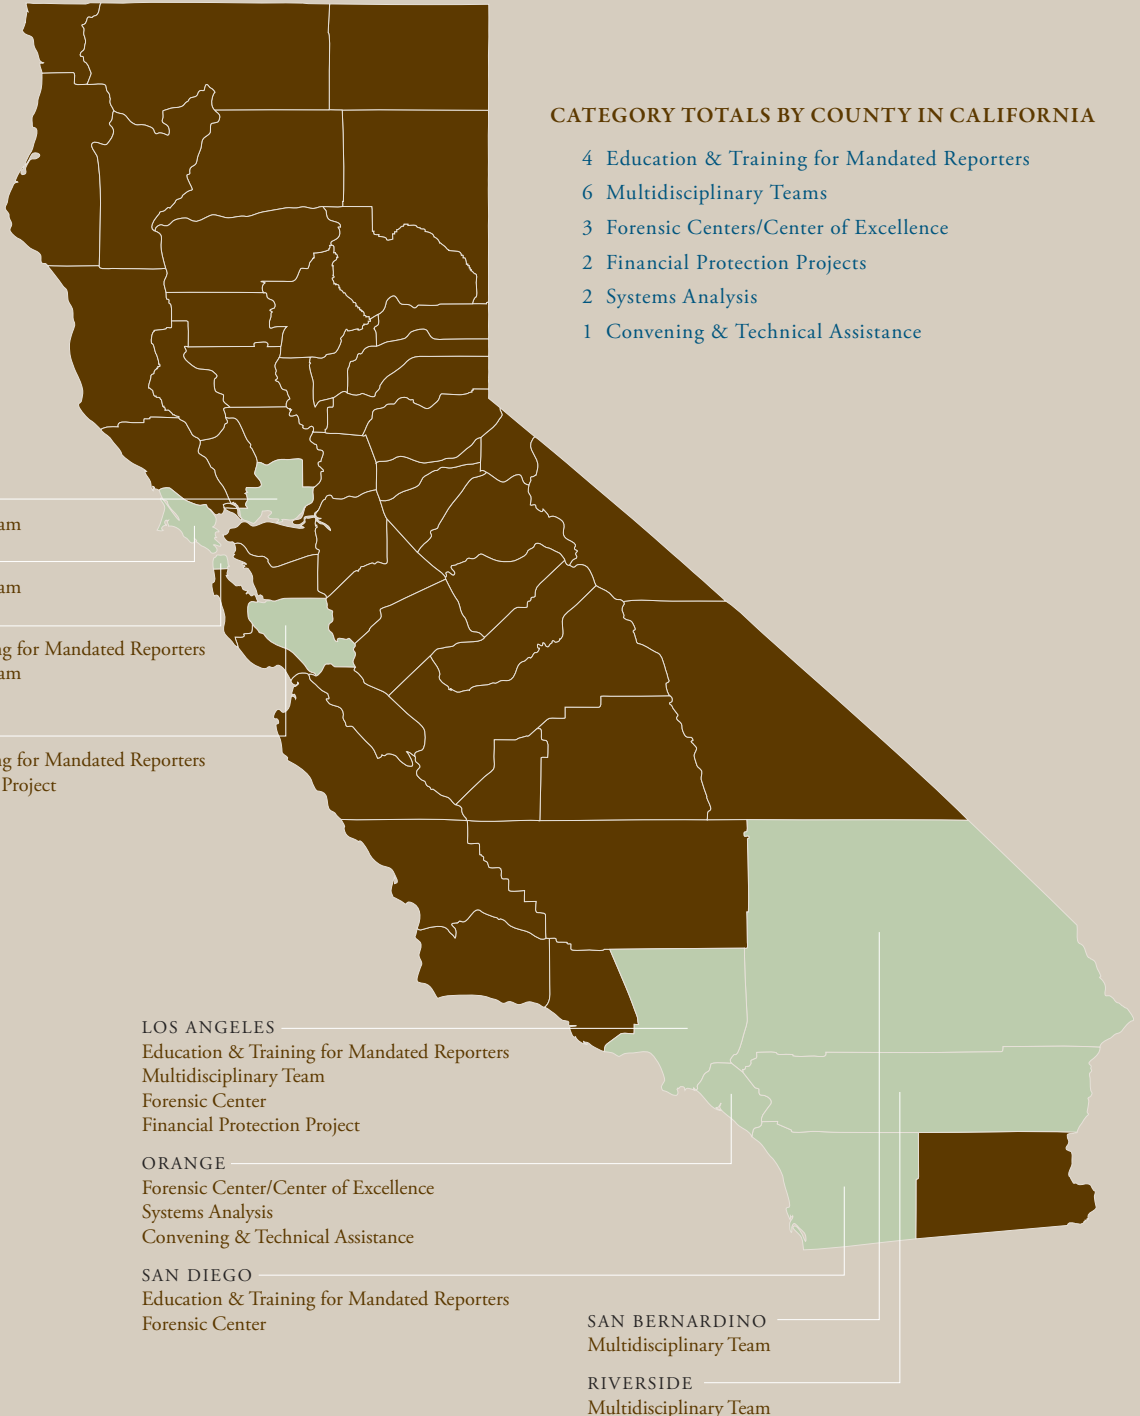 CATEGORY TOTALS BY COUNTY IN CALIFORNIA
4 Education & Training for Mandated Reporters
6 Multidisciplinary Teams
3 Forensic Centers/Center of Excellence
2 Financial Protection Projects
2 Systems Analysis
1 Convening & Technical Assistance
am
am
ng for Mandated Reporters
am
ng for Mandated Reporters
Project
LOS ANGELES
Education & Training for Mandated Reporters
Multidisciplinary Team
Forensic Center
Financial Protection Project
ORANGE
Forensic Center/Center of Excellence
Systems Analysis
Convening & Technical Assistance
SAN DIEGO
Education & Training for Mandated Reporters
Forensic Center
SAN BERNARDINO
Multidisciplinary Team
RIVERSIDE
Multidisciplinary Team